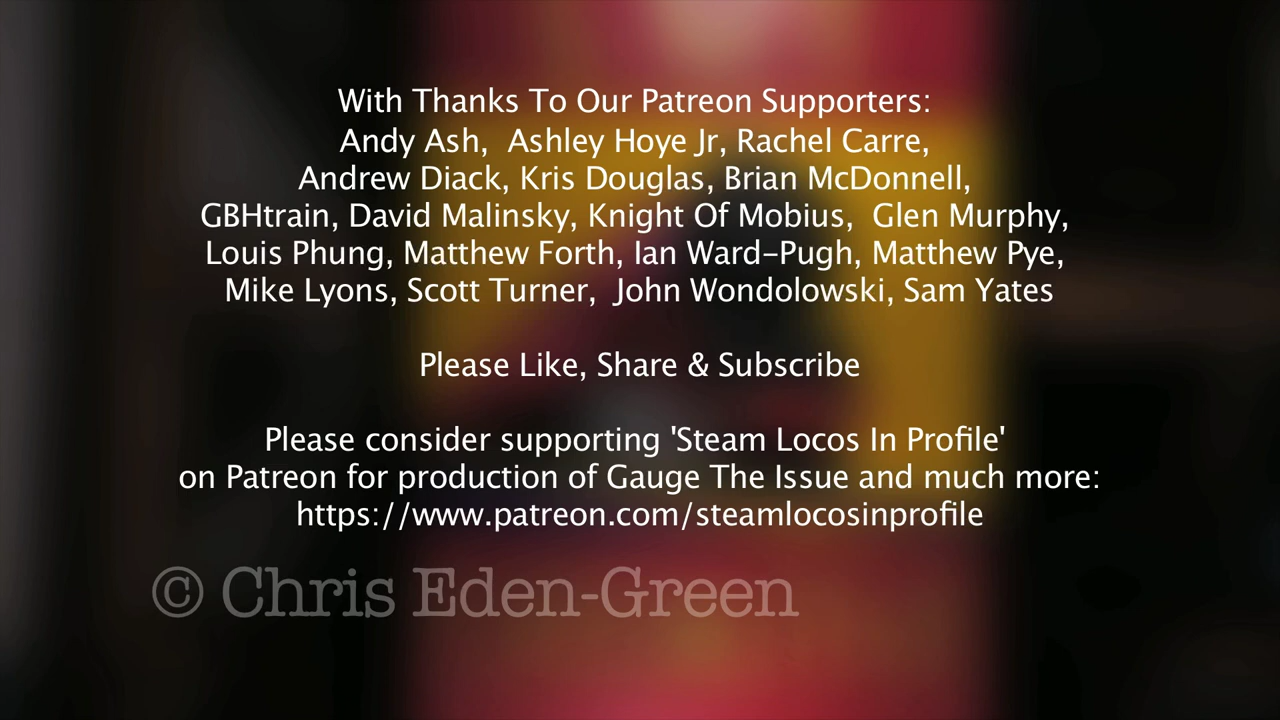 With Thanks To Our Patreon Supporters:
Andy Ash,  Ashley Hoye Jr, Rachel Carre,
Andrew Diack, Kris Douglas, Brian McDonnell,
GBHtrain, David Malinsky, Knight Of Mobius,  Glen Murphy,
Louis Phung, Matthew Forth, Ian Ward-Pugh, Matthew Pye,
Mike Lyons, Scott Turner,  John Wondolowski, Sam Yates
Please Like, Share & Subscribe
Please consider supporting 'Steam Locos In Profile'
on Patreon for production of Gauge The Issue and much more:
https://www.patreon.com/steamlocosinprofile
© Chris Eden-Green